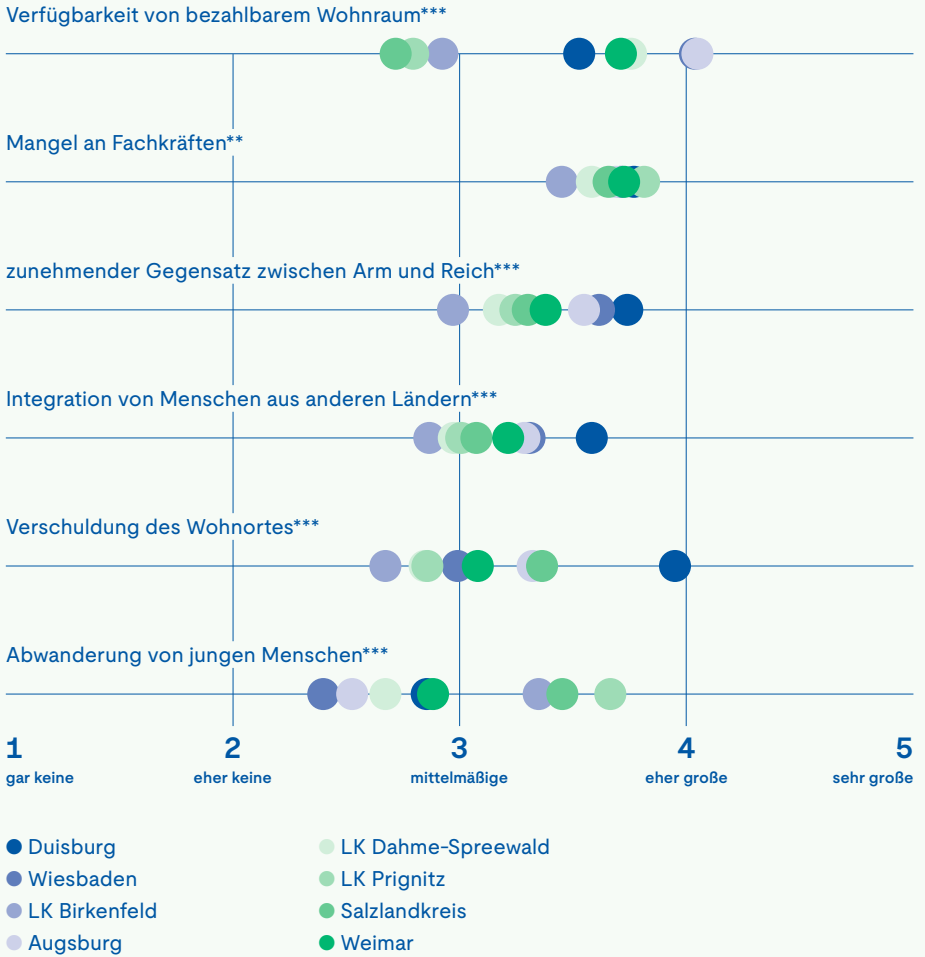 Verfügbarkeit von bezahlbarem Wohnraum***
Mangel an Fachkräften**
zunehmender Gegensatz zwischen Arm und Reich***
Integration von Menschen aus anderen Ländern***
Verschuldung des Wohnortes***
Abwanderung von jungen Menschen***
1 2 3 4 5
gar keine eher keine mittelmäßige eher große sehr große
Duisburg LK Dahme-Spreewald
Wiesbaden LK Prignitz
LK Birkenfeld Salzlandkreis
Augsburg Weimar